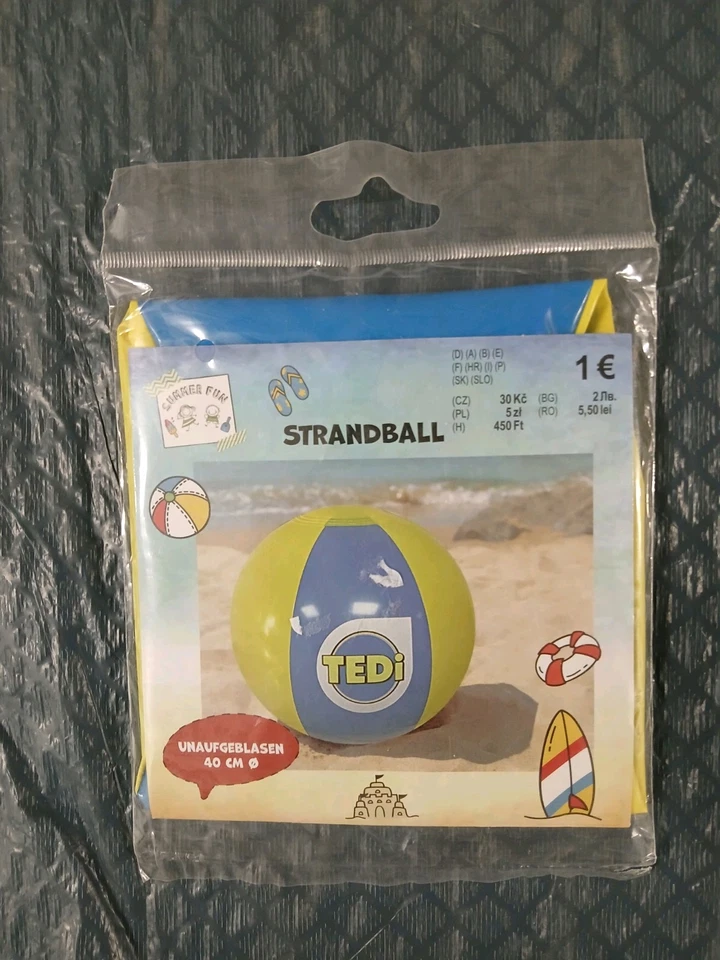 SUMMER FUN
STRANDBALL
(D) (A) (B) (E)
(F) (HR) (I) (P)
(SK) (SLO)
1 €
(CZ) 30 Kč (BG) 2 Лв.
(PL) 5 zł (RO) 5,50 lei
(H) 450 Ft
TEDi
UNAUFGEBLASEN
40 CM Ø